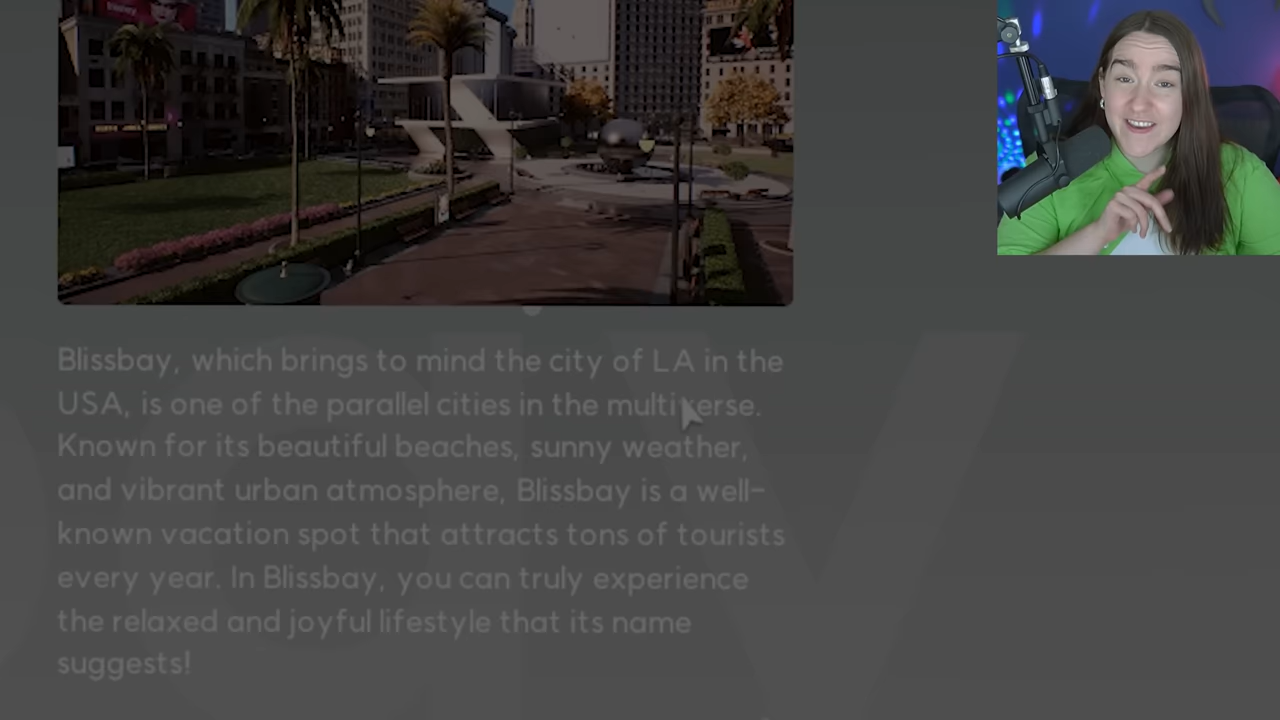 Blissbay, which brings to mind the city of LA in the
USA, is one of the parallel cities in the multiverse.
Known for its beautiful beaches, sunny weather,
and vibrant urban atmosphere, Blissbay is a well-
known vacation spot that attracts tons of tourists
every year. In Blissbay, you can truly experience
the relaxed and joyful lifestyle that its name
suggests!